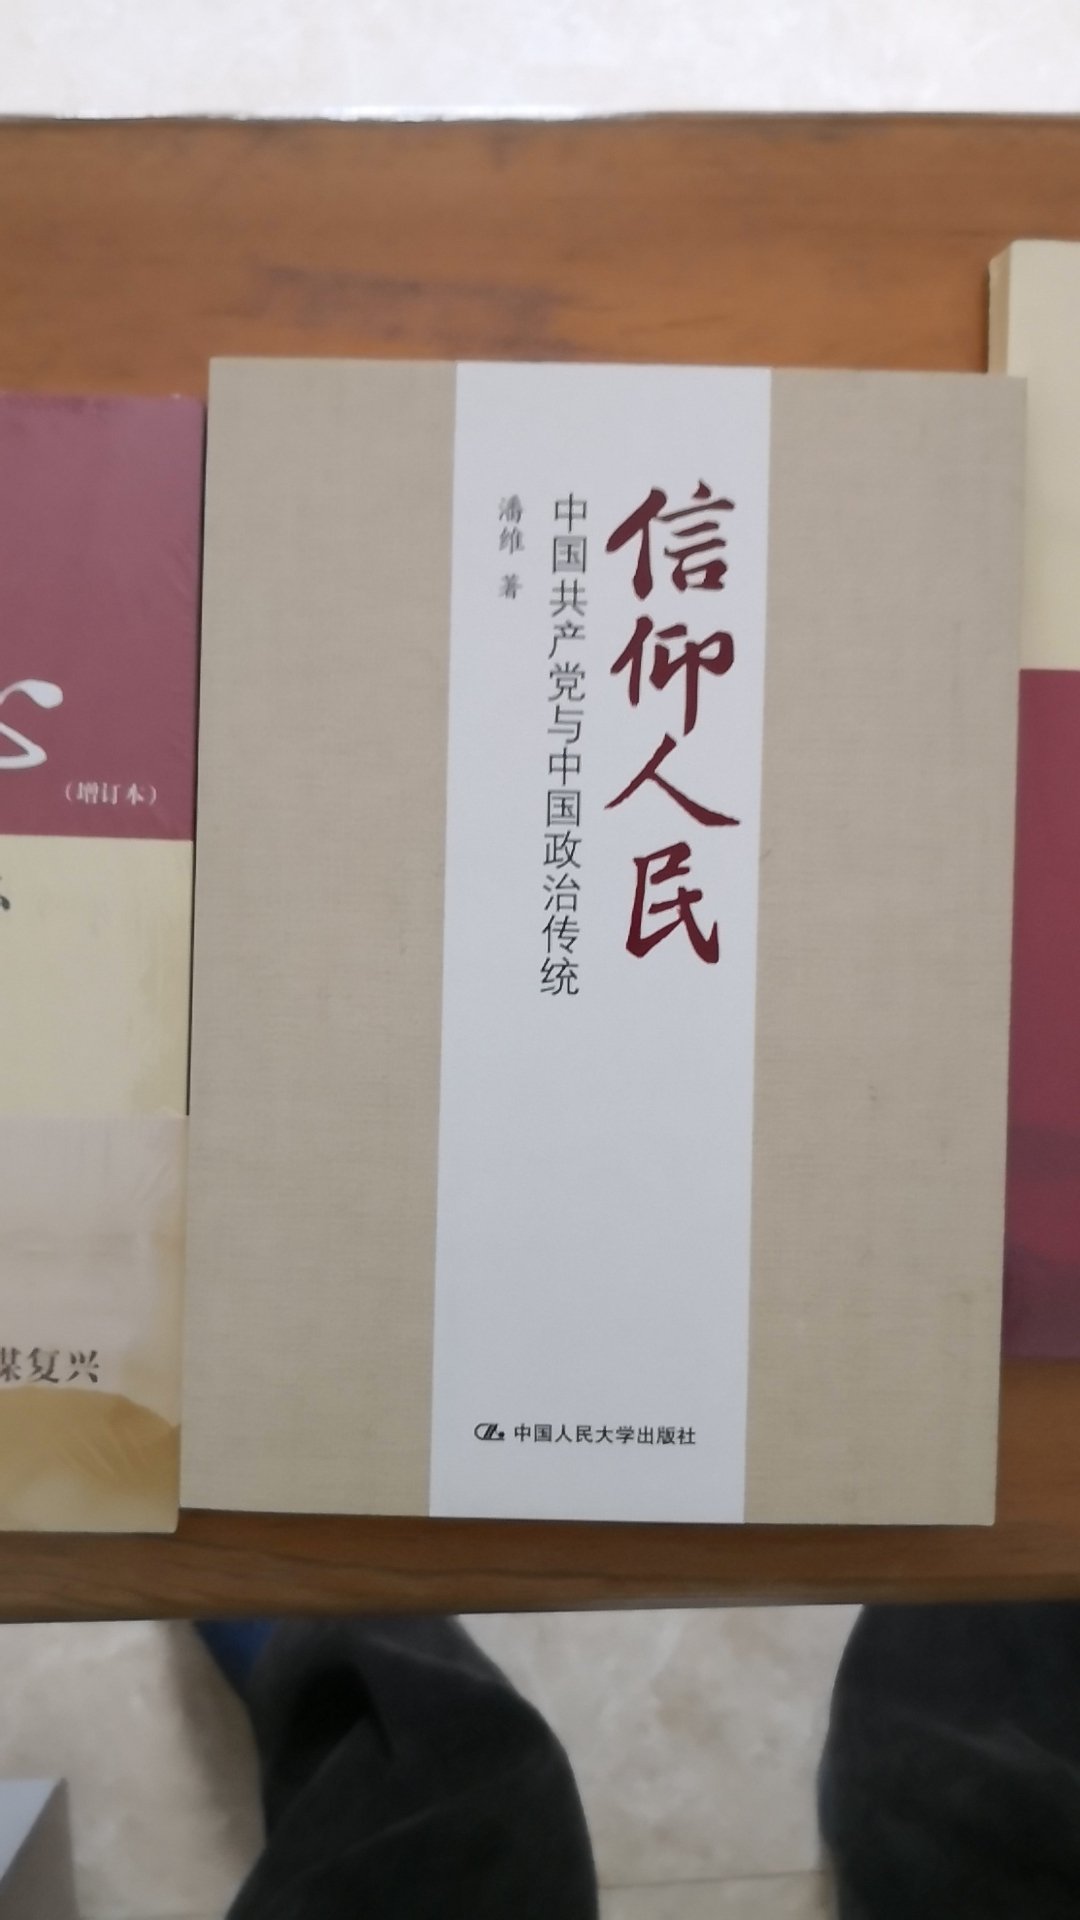 信仰人民
中国共产党与中国政治传统
潘维 著
中国人民大学出版社
（增订本）
谋复兴